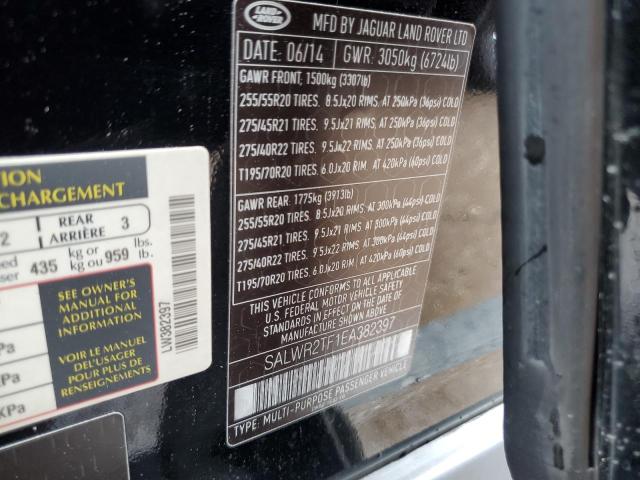 LAND ROVER
MFD BY JAGUAR LAND ROVER LTD
DATE: 06/14 GWR: 3050kg (6724lb)
GAWR FRONT, 1500kg (3307lb)
255/55R20 TIRES. 8.5Jx20 RIMS, AT 250kPa (36psi) COLD
275/45R21 TIRES. 9.5Jx21 RIMS, AT 250kPa (36psi) COLD
275/40R22 TIRES. 9.5Jx22 RIMS, AT 250kPa (36psi) COLD
T195/70R20 TIRES. 6.0Jx20 RIM, AT 420kPa (60psi) COLD
GAWR REAR: 1775kg (3913lb)
255/55R20 TIRES. 8.5Jx20 RIMS, AT 300kPa (44psi) COLD
275/45R21 TIRES. 9.5Jx21 RIMS, AT 300kPa (44psi) COLD
275/40R22 TIRES. 9.5Jx22 RIMS, AT 300kPa (44psi) COLD
T195/70R20 TIRES. 6.0Jx20 RIM, AT 420kPa (60psi) COLD
THIS VEHICLE CONFORMS TO ALL APPLICABLE
U.S. FEDERAL MOTOR VEHICLE SAFETY
STANDARDS IN EFFECT ON THE DATE OF
MANUFACTURE SHOWN ABOVE.
SALWR2TF1EA382397
TYPE: MULTI-PURPOSE PASSENGER VEHICLE
TION
CHARGEMENT
2 REAR ARRIÈRE 3
435 kg or kg ou 959 lbs. lb.
SEE OWNER'S
MANUAL FOR
ADDITIONAL
INFORMATION
VOIR LE MANUEL
DE L'USAGER
POUR PLUS DE
RENSEIGNEMENTS
LW382397
Pa
Pa
KPa